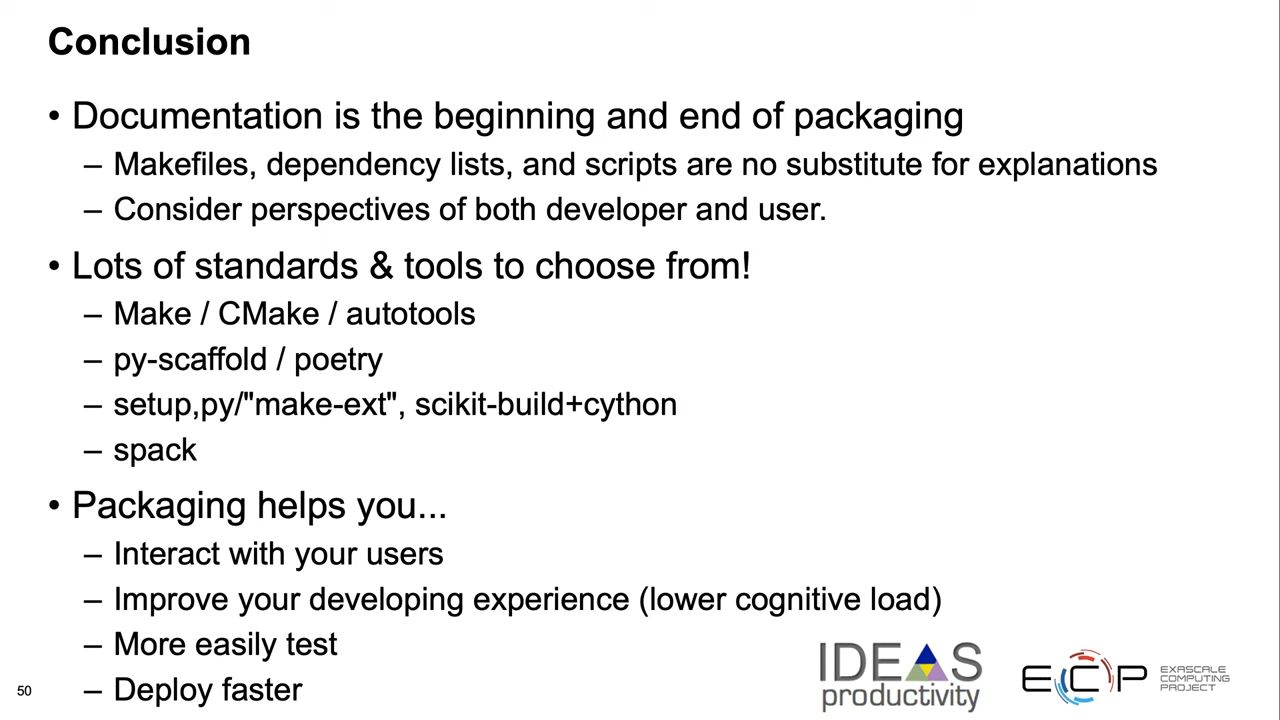 Conclusion
• Documentation is the beginning and end of packaging
– Makefiles, dependency lists, and scripts are no substitute for explanations
– Consider perspectives of both developer and user.
• Lots of standards & tools to choose from!
– Make / CMake / autotools
– py-scaffold / poetry
– setup,py/"make-ext", scikit-build+cython
– spack
• Packaging helps you...
– Interact with your users
– Improve your developing experience (lower cognitive load)
– More easily test
– Deploy faster
50
IDEAS
productivity
ECP
EXASCALE
COMPUTING
PROJECT